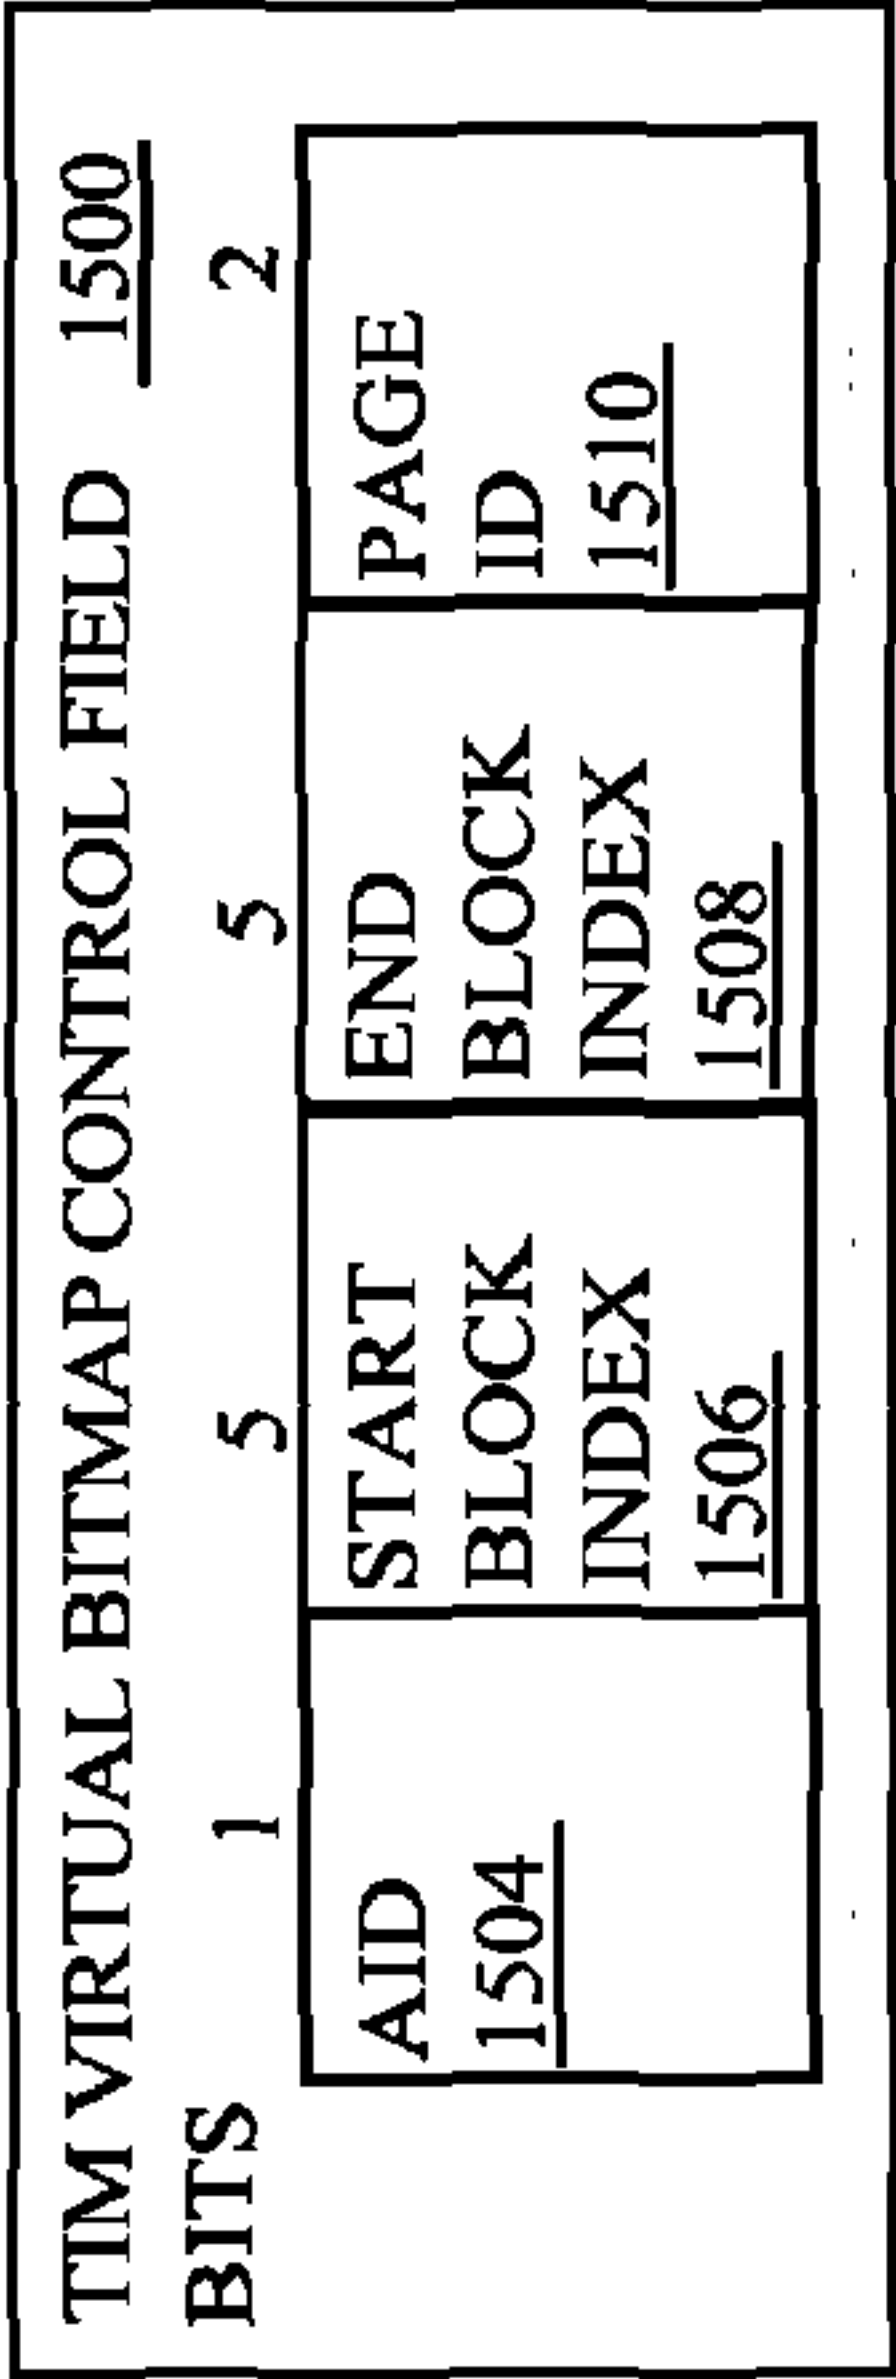 TIM VIRTUAL BITMAP CONTROL FIELD 1500
BITS 1 5 5 2
AID
1504
START
BLOCK
INDEX
1506
END
BLOCK
INDEX
1508
PAGE
ID
1510